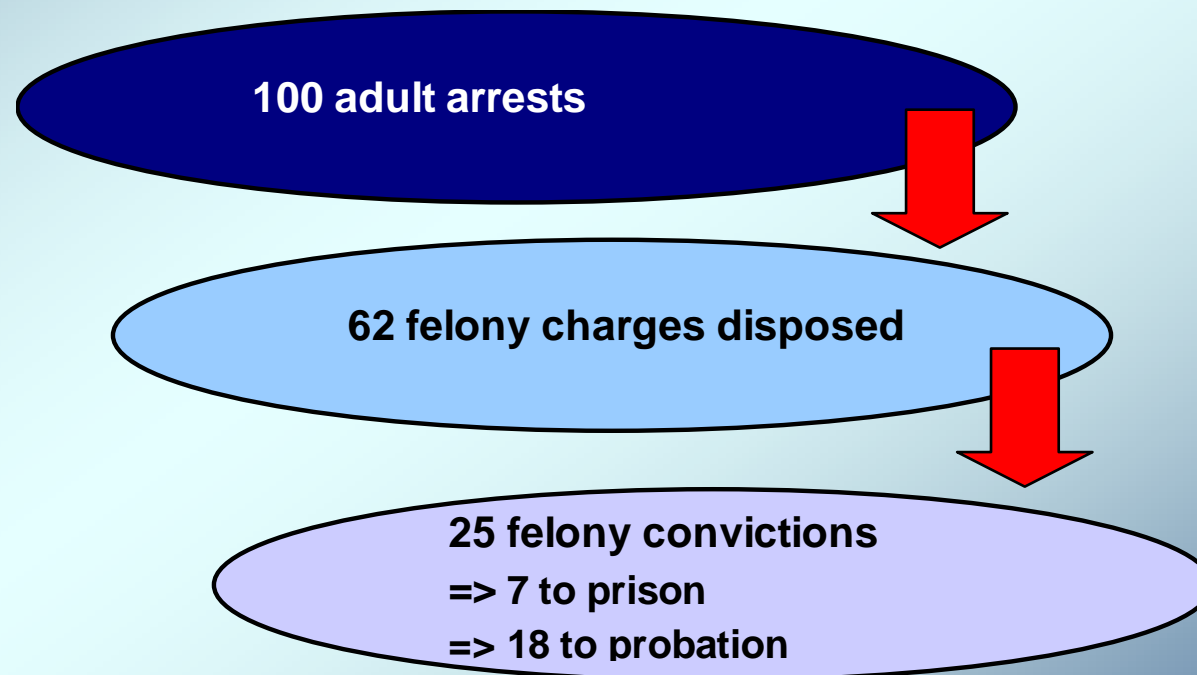 100 adult arrests
62 felony charges disposed
25 felony convictions
=> 7 to prison
=> 18 to probation